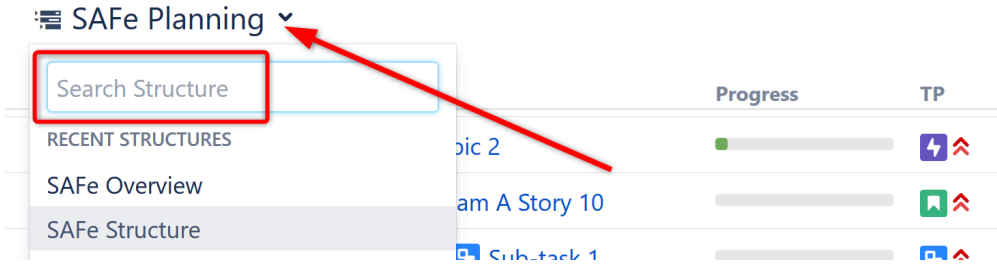 SAFe Planning
Search Structure
Progress TP
RECENT STRUCTURES
pic 2
SAFe Overview
am A Story 10
SAFe Structure
Sub-task 1